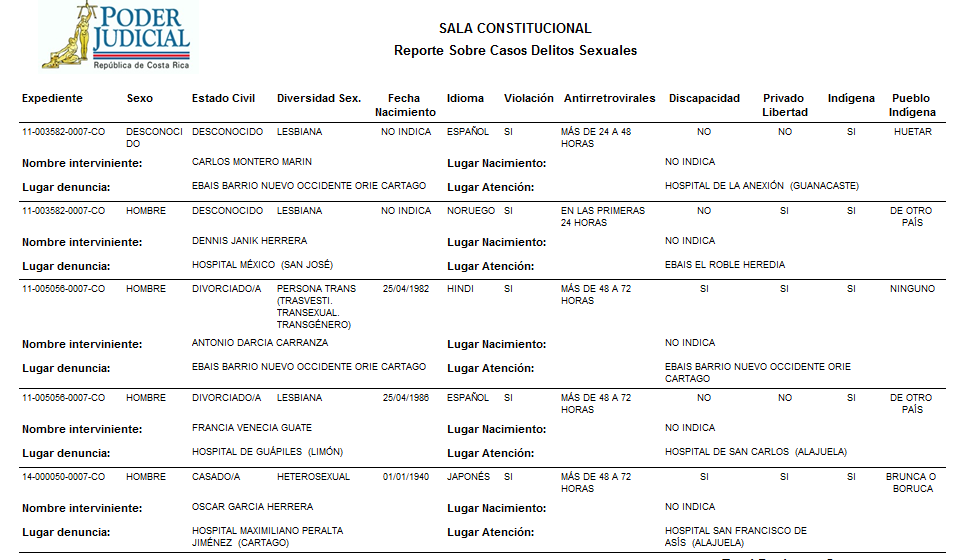 PODER
JUDICIAL
República de Costa Rica
SALA CONSTITUCIONAL
Reporte Sobre Casos Delitos Sexuales
Expediente Sexo Estado Civil Diversidad Sex. Fecha Nacimiento Idioma Violación Antirretrovirales Discapacidad Privado Libertad Indígena Pueblo Indígena
11-003582-0007-CO DESCONOCIDO DESCONOCIDO LESBIANA NO INDICA ESPAÑOL SI MÁS DE 24 A 48 HORAS NO NO SI HUETAR
Nombre interviniente: CARLOS MONTERO MARIN Lugar Nacimiento: NO INDICA
Lugar denuncia: EBAIS BARRIO NUEVO OCCIDENTE ORIE CARTAGO Lugar Atención: HOSPITAL DE LA ANEXIÓN (GUANACASTE)
11-003582-0007-CO HOMBRE DESCONOCIDO LESBIANA NO INDICA NORUEGO SI EN LAS PRIMERAS 24 HORAS NO SI SI DE OTRO PAÍS
Nombre interviniente: DENNIS JANIK HERRERA Lugar Nacimiento: NO INDICA
Lugar denuncia: HOSPITAL MÉXICO (SAN JOSÉ) Lugar Atención: EBAIS EL ROBLE HEREDIA
11-005056-0007-CO HOMBRE DIVORCIADO/A PERSONA TRANS (TRASVESTI. TRANSEXUAL. TRANSGÉNERO) 25/04/1982 HINDI SI MÁS DE 48 A 72 HORAS SI SI SI NINGUNO
Nombre interviniente: ANTONIO DARCIA CARRANZA Lugar Nacimiento: NO INDICA
Lugar denuncia: EBAIS BARRIO NUEVO OCCIDENTE ORIE CARTAGO Lugar Atención: EBAIS BARRIO NUEVO OCCIDENTE ORIE CARTAGO
11-005056-0007-CO HOMBRE DIVORCIADO/A LESBIANA 25/04/1986 ESPAÑOL SI MÁS DE 48 A 72 HORAS NO NO SI DE OTRO PAÍS
Nombre interviniente: FRANCIA VENECIA GUATE Lugar Nacimiento: NO INDICA
Lugar denuncia: HOSPITAL DE GUÁPILES (LIMÓN) Lugar Atención: HOSPITAL DE SAN CARLOS (ALAJUELA)
14-000050-0007-CO HOMBRE CASADO/A HETEROSEXUAL 01/01/1940 JAPONÉS SI MÁS DE 48 A 72 HORAS SI SI SI BRUNCA O BORUCA
Nombre interviniente: OSCAR GARCIA HERRERA Lugar Nacimiento: NO INDICA
Lugar denuncia: HOSPITAL MAXIMILIANO PERALTA JIMÉNEZ (CARTAGO) Lugar Atención: HOSPITAL SAN FRANCISCO DE ASÍS (ALAJUELA)